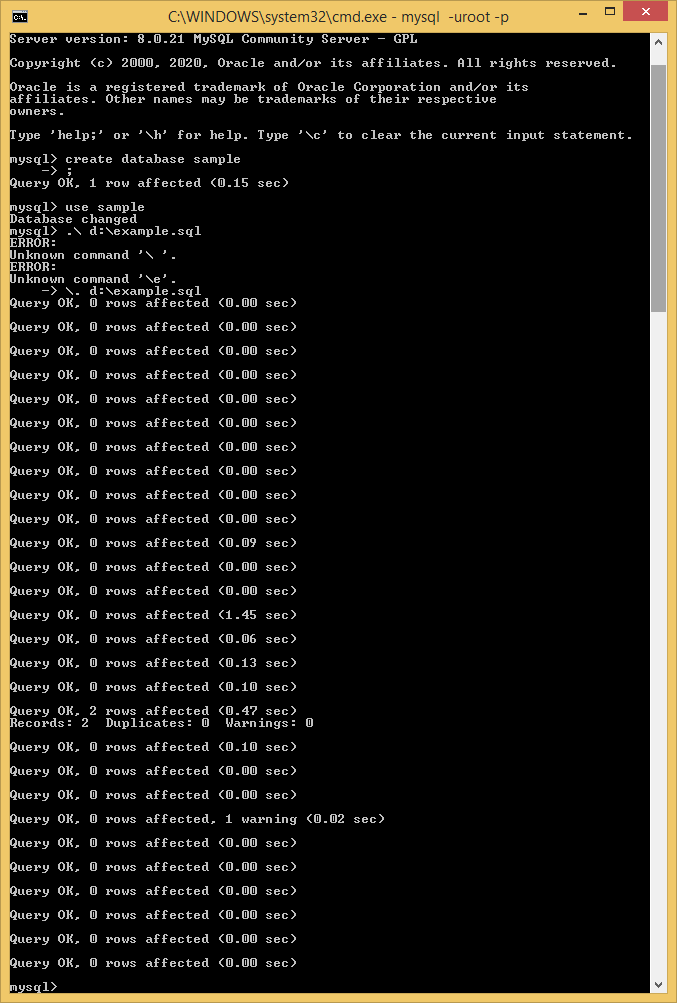 C:\WINDOWS\system32\cmd.exe - mysql  -uroot -p
Server version: 8.0.21 MySQL Community Server - GPL
Copyright (c) 2000, 2020, Oracle and/or its affiliates. All rights reserved.
Oracle is a registered trademark of Oracle Corporation and/or its
affiliates. Other names may be trademarks of their respective
owners.
Type 'help;' or '\h' for help. Type '\c' to clear the current input statement.
mysql> create database sample
    -> ;
Query OK, 1 row affected (0.15 sec)
mysql> use sample
Database changed
mysql> .\ d:\example.sql
ERROR:
Unknown command '\ '.
ERROR:
Unknown command '\e'.
    -> \. d:\example.sql
Query OK, 0 rows affected (0.00 sec)
Query OK, 0 rows affected (0.00 sec)
Query OK, 0 rows affected (0.00 sec)
Query OK, 0 rows affected (0.00 sec)
Query OK, 0 rows affected (0.00 sec)
Query OK, 0 rows affected (0.00 sec)
Query OK, 0 rows affected (0.00 sec)
Query OK, 0 rows affected (0.00 sec)
Query OK, 0 rows affected (0.00 sec)
Query OK, 0 rows affected (0.00 sec)
Query OK, 0 rows affected (0.09 sec)
Query OK, 0 rows affected (0.00 sec)
Query OK, 0 rows affected (0.00 sec)
Query OK, 0 rows affected (1.45 sec)
Query OK, 0 rows affected (0.06 sec)
Query OK, 0 rows affected (0.13 sec)
Query OK, 0 rows affected (0.10 sec)
Query OK, 2 rows affected (0.47 sec)
Records: 2  Duplicates: 0  Warnings: 0
Query OK, 0 rows affected (0.10 sec)
Query OK, 0 rows affected (0.00 sec)
Query OK, 0 rows affected (0.00 sec)
Query OK, 0 rows affected, 1 warning (0.02 sec)
Query OK, 0 rows affected (0.00 sec)
Query OK, 0 rows affected (0.00 sec)
Query OK, 0 rows affected (0.00 sec)
Query OK, 0 rows affected (0.00 sec)
Query OK, 0 rows affected (0.00 sec)
Query OK, 0 rows affected (0.00 sec)
mysql>